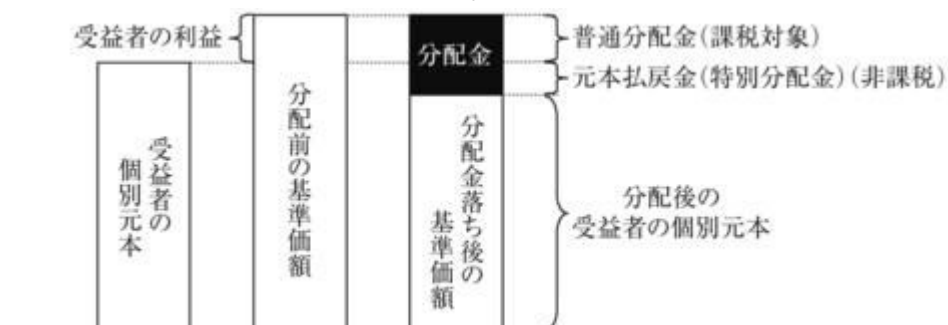 受益者の利益
分配金
普通分配金(課税対象)
元本払戻金(特別分配金)(非課税)
受益者の
個別元本
分配前の基準価額
分配金落ち後の
基準価額
分配後の
受益者の個別元本